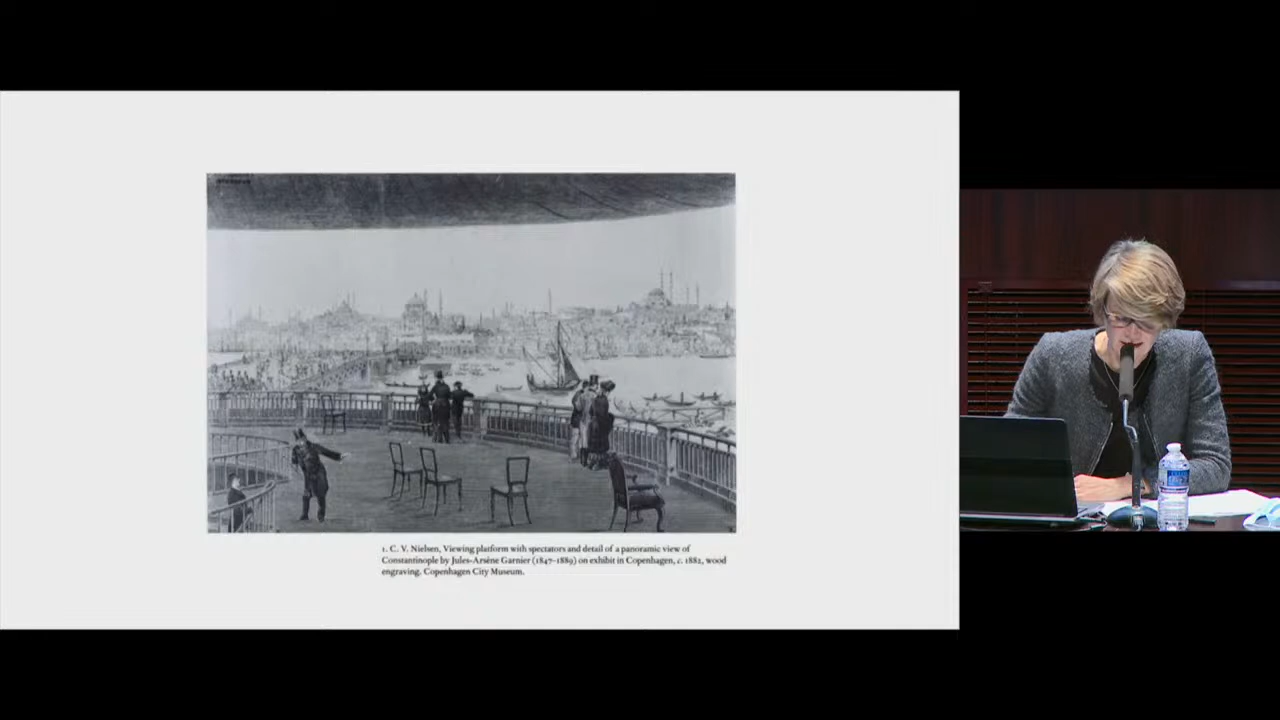 1. C. V. Nielsen, Viewing platform with spectators and detail of a panoramic view of
Constantinople by Jules-Arsène Garnier (1847–1889) on exhibit in Copenhagen, c. 1882, wood
engraving. Copenhagen City Museum.